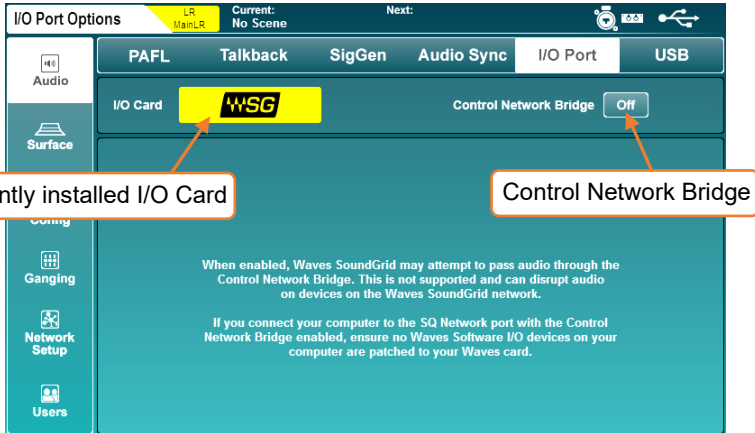 I/O Port Options
LR
MainLR
Current:
No Scene
Next:
PAFL
Talkback
SigGen
Audio Sync
I/O Port
USB
Audio
I/O Card
WSG
Control Network Bridge
Off
Surface
ntly installed I/O Card
Control Network Bridge
Config
When enabled, Waves SoundGrid may attempt to pass audio through the
Control Network Bridge. This is not supported and can disrupt audio
on devices on the Waves SoundGrid network.
Ganging
If you connect your computer to the SQ Network port with the Control
Network Bridge enabled, ensure no Waves Software I/O devices on your
computer are patched to your Waves card.
Network
Setup
Users